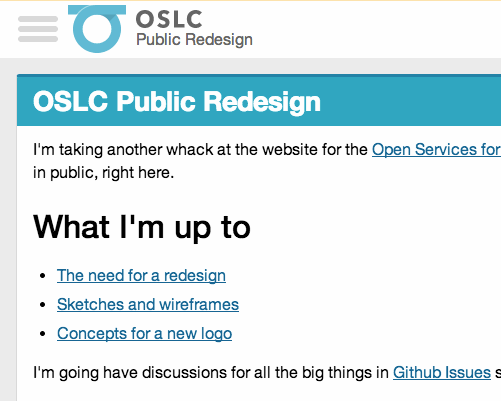 OSLC
Public Redesign
OSLC Public Redesign
I'm taking another whack at the website for the Open Services for
in public, right here.
What I'm up to
The need for a redesign
Sketches and wireframes
Concepts for a new logo
I'm going have discussions for all the big things in Github Issues s